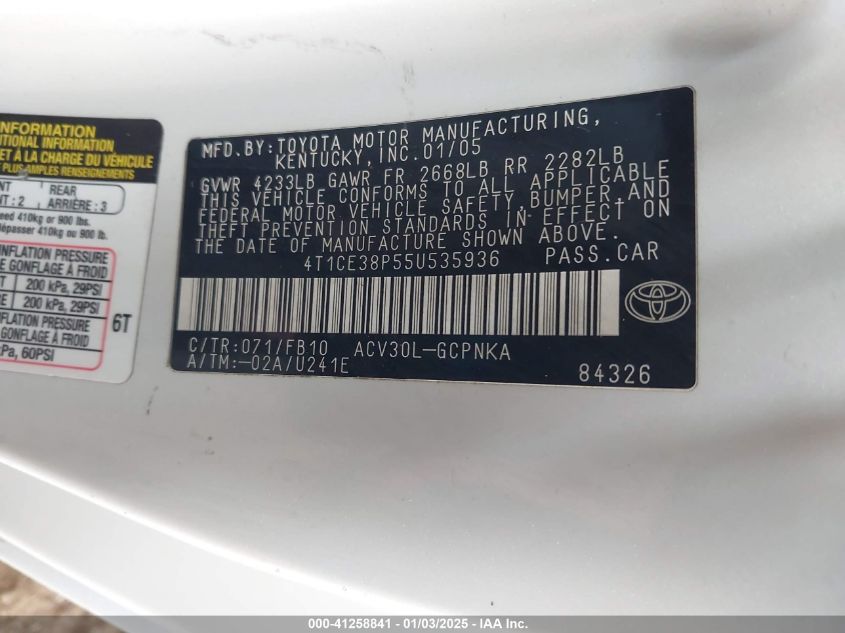 INFORMATION
ITIONAL INFORMATION
ET À LA CHARGE DU VÉHICULE
PLUS AMPLES RENSEIGNEMENTS
REAR
NT : 2 ARRIÈRE : 3
eed 410kg or 900 lbs.
dépasser 410kg ou 900 lb.
INFLATION PRESSURE
GONFLAGE À FROID
200 kPa, 29PSI
200 kPa, 29PSI
FLATION PRESSURE
GONFLAGE À FROID
kPa, 60PSI
6T
MFD.BY:TOYOTA MOTOR MANUFACTURING,
KENTUCKY,INC.01/05
GVWR 4233LB GAWR FR 2668LB RR 2282LB
THIS VEHICLE CONFORMS TO ALL APPLICABLE
FEDERAL MOTOR VEHICLE SAFETY,BUMPER,AND
THEFT PREVENTION STANDARDS IN EFFECT ON
THE DATE OF MANUFACTURE SHOWN ABOVE.
4T1CE38P55U535936 PASS.CAR
C/TR:071/FB10 ACV30L-GCPNKA
A/TM:-02A/U241E
84326
000-41258841 - 01/03/2025 - IAA Inc.